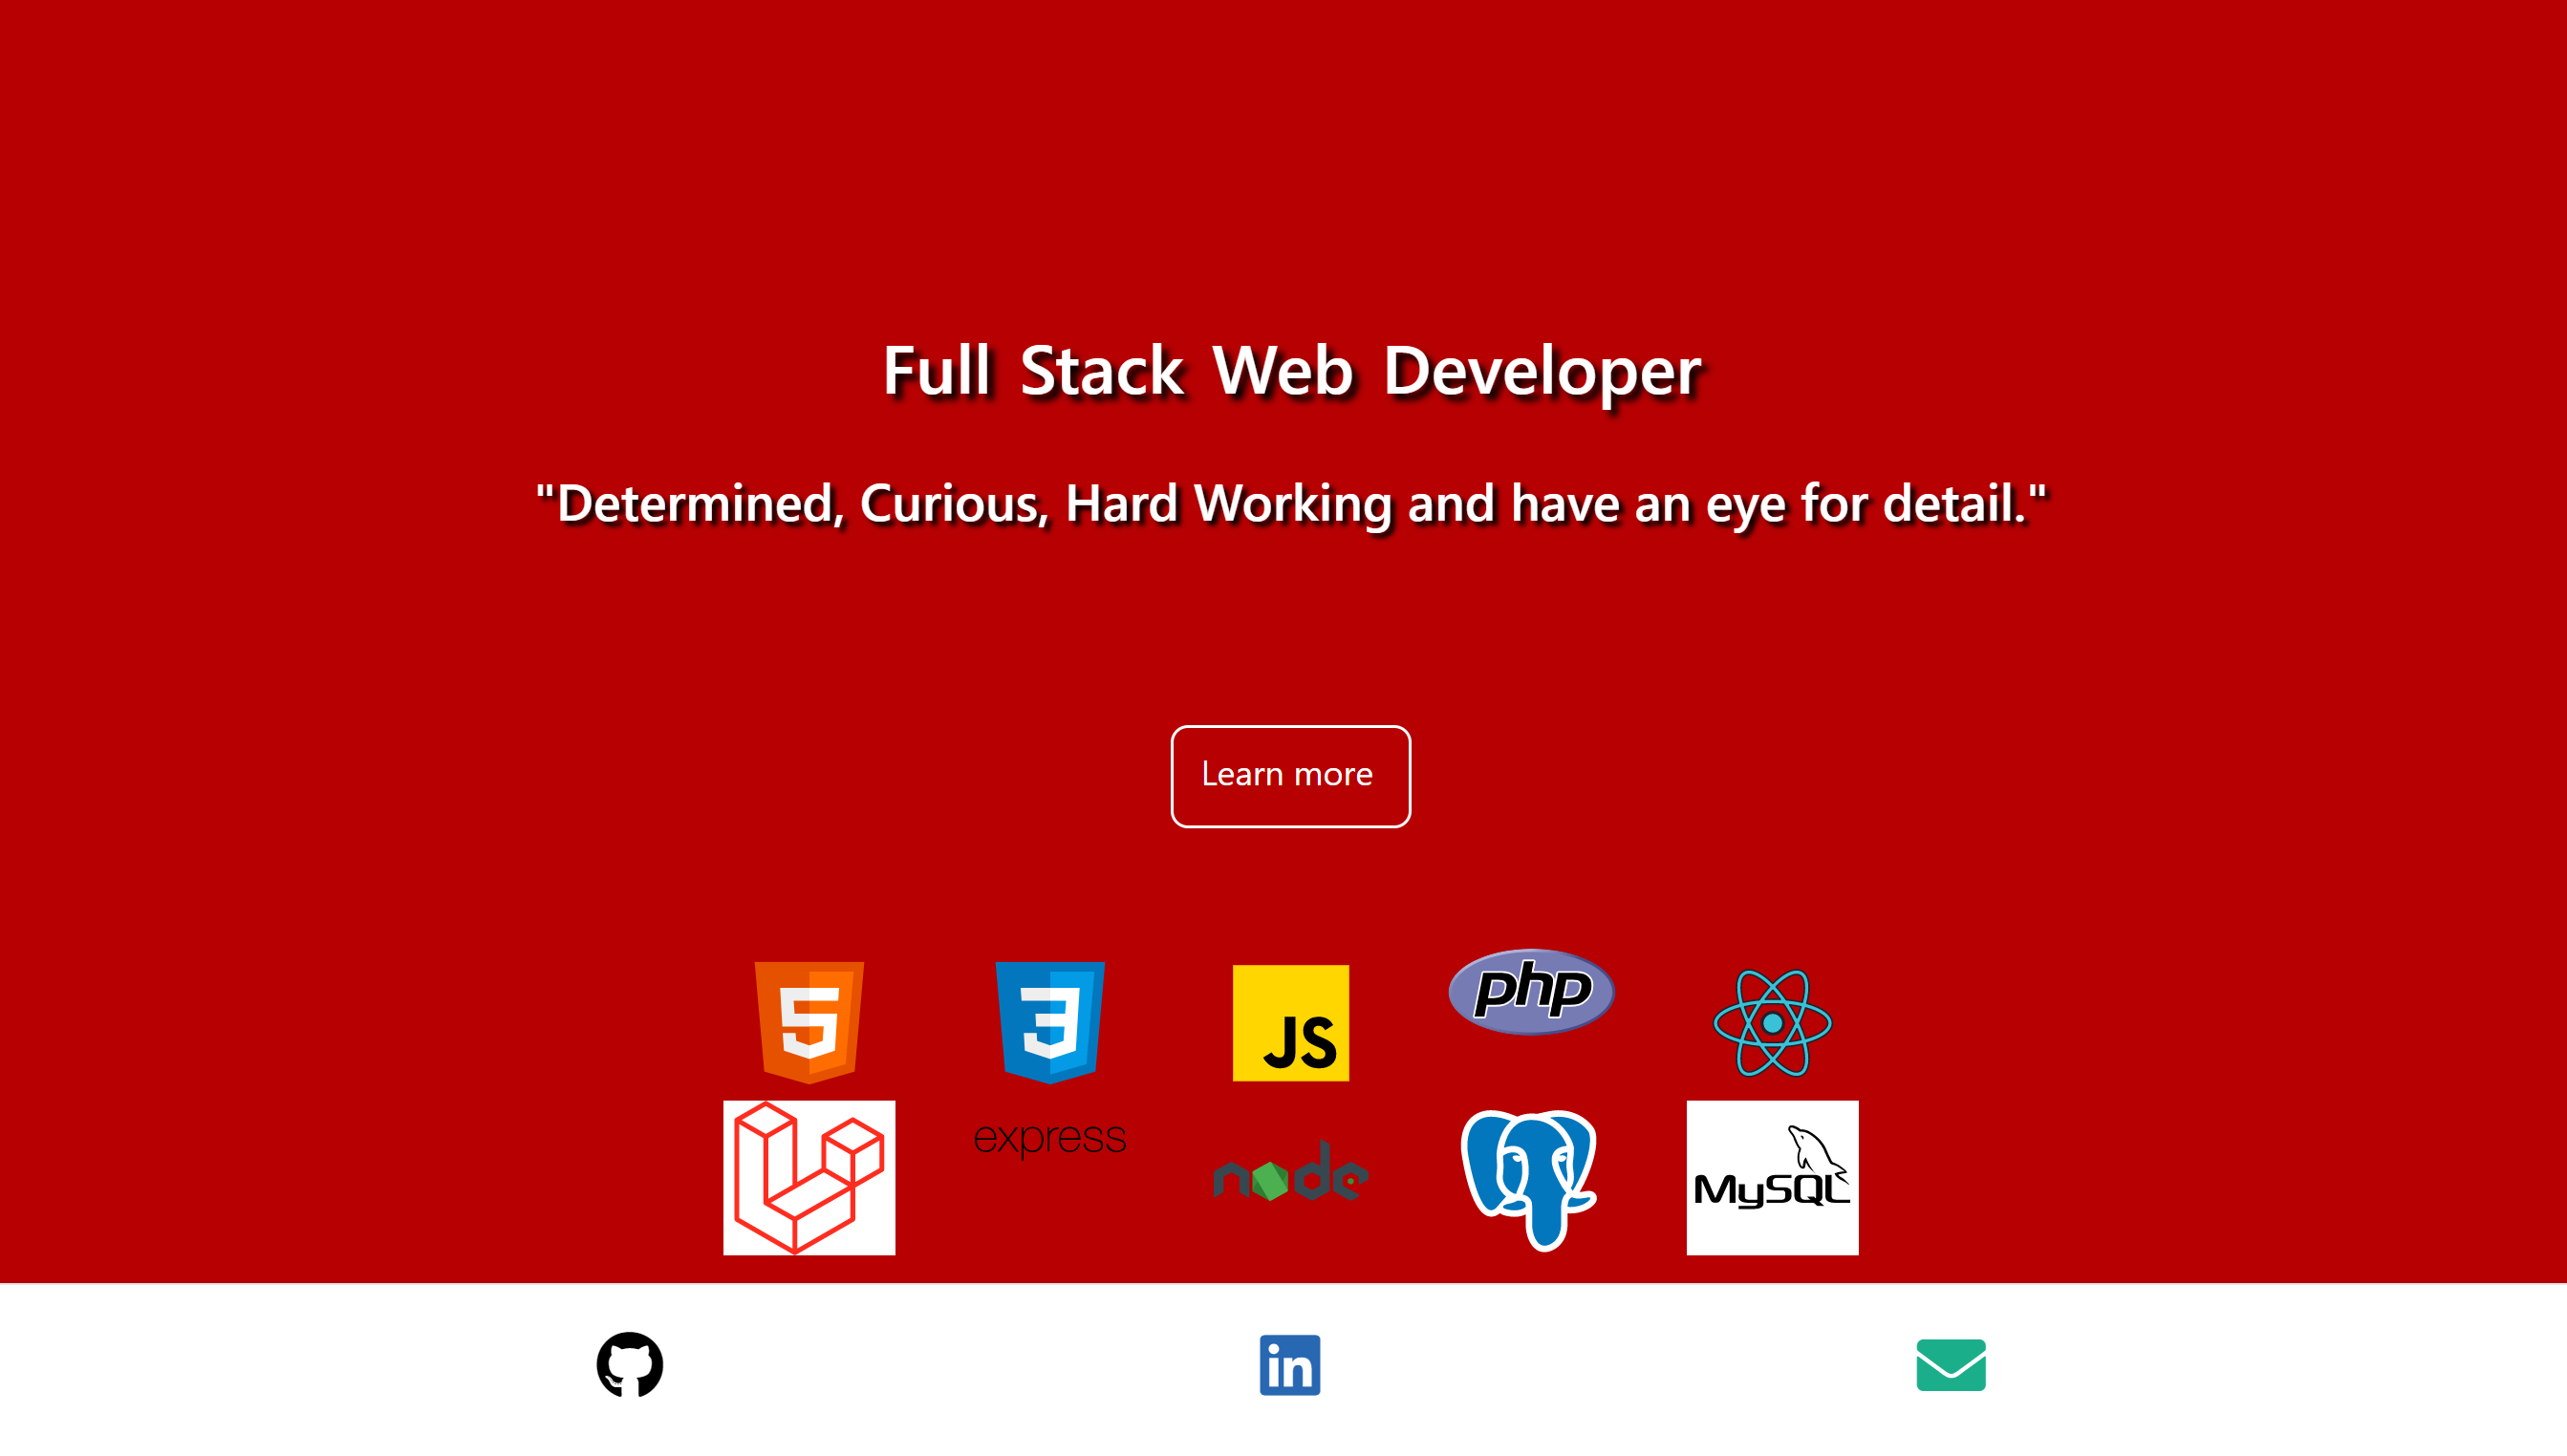 Full Stack Web Developer
"Determined, Curious, Hard Working and have an eye for detail."
Learn more
5 3 JS php
express node MySQL
in